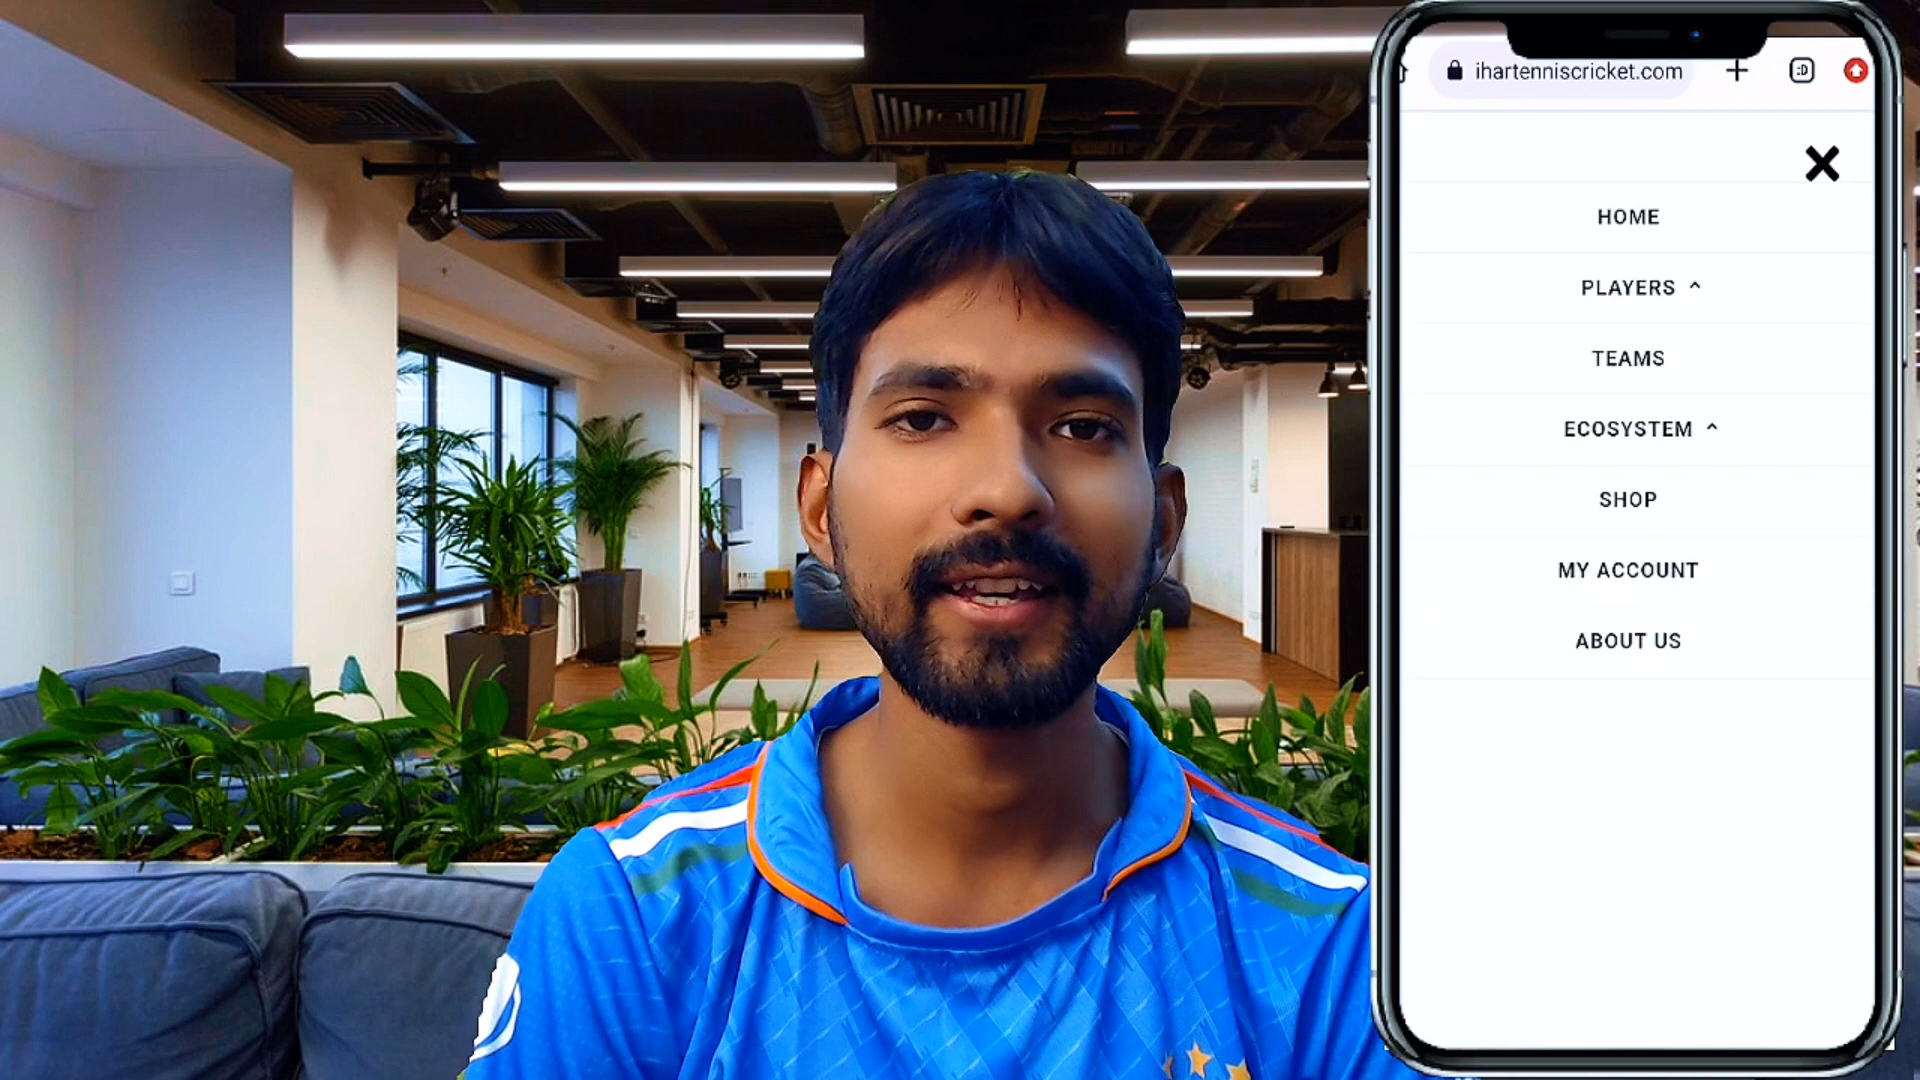 ihartenniscricket.com
HOME
PLAYERS
TEAMS
ECOSYSTEM
SHOP
MY ACCOUNT
ABOUT US